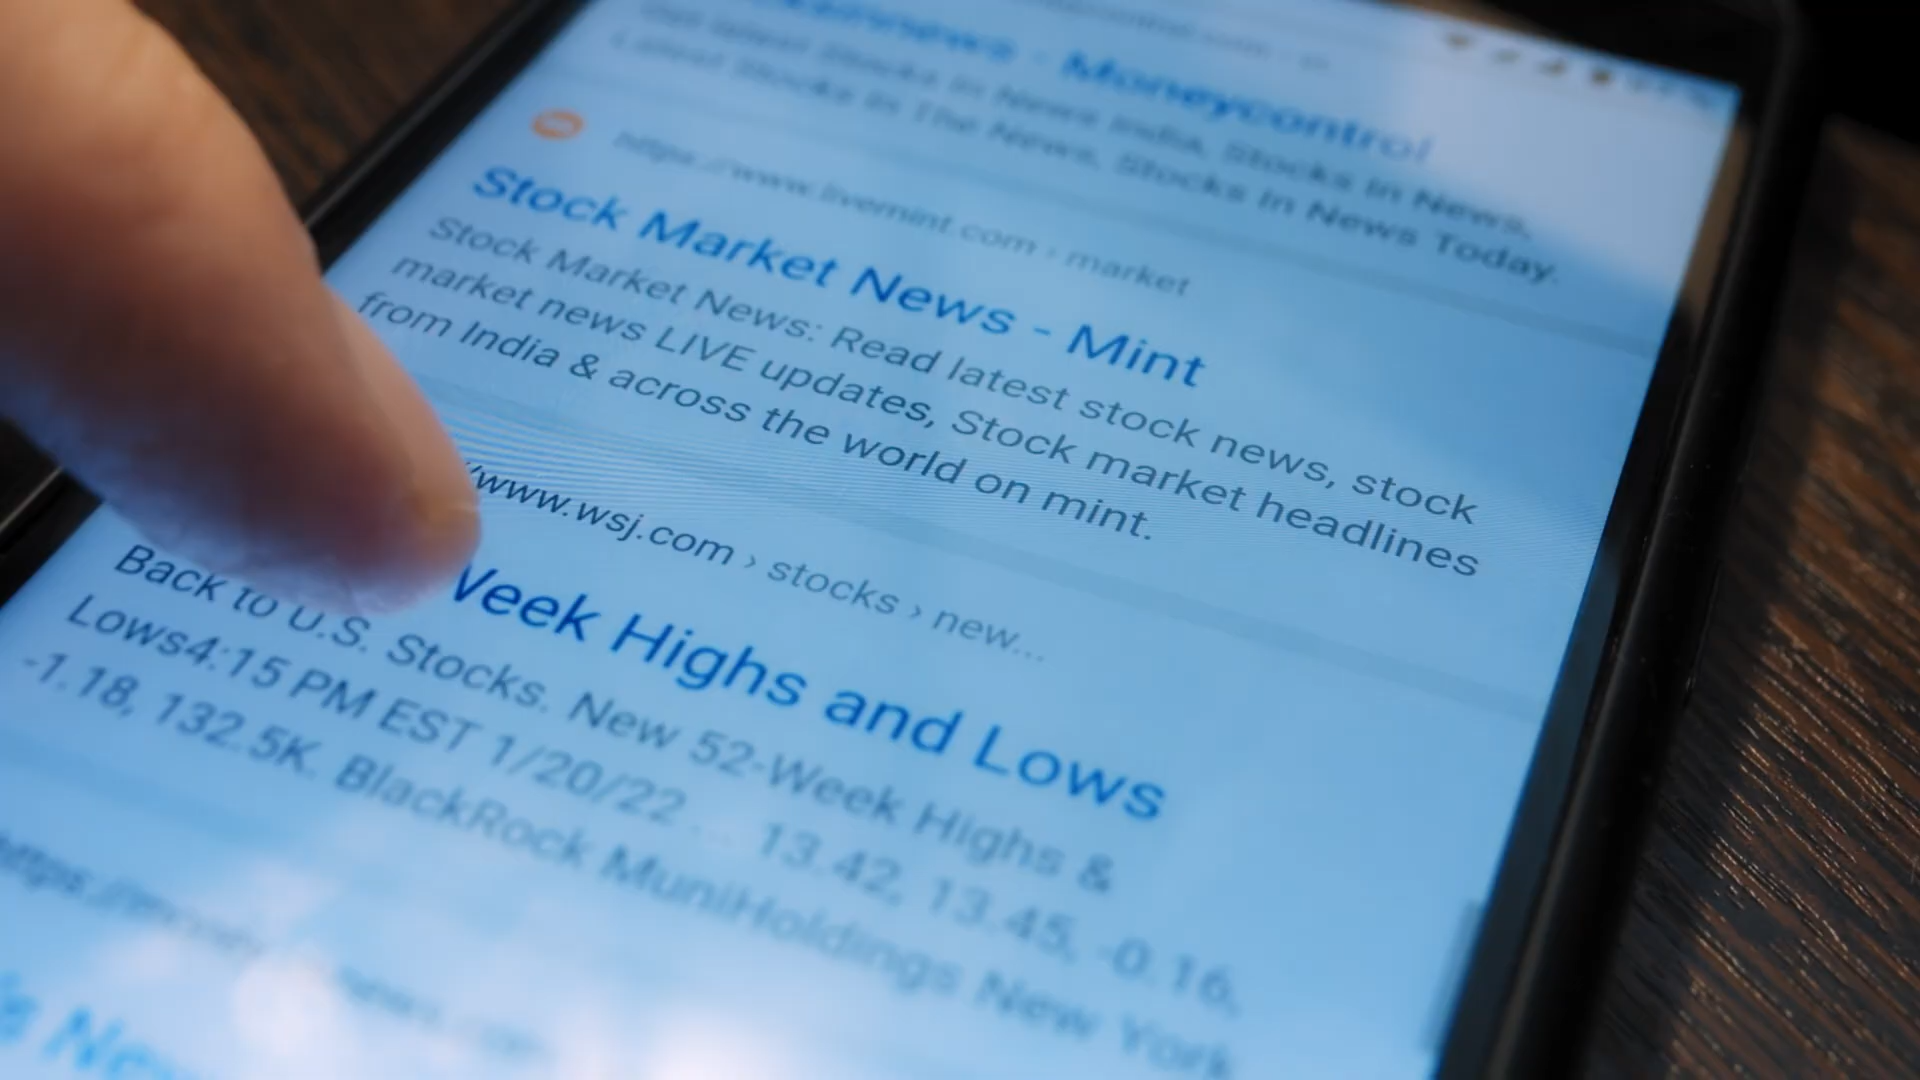 - Moneycontrol
Latest Stocks in News India, Stocks in News,
Latest Stocks In The News, Stocks in News Today.
https://www.livemint.com › market
Stock Market News - Mint
Stock Market News: Read latest stock news, stock
market news LIVE updates, Stock market headlines
from India & across the world on mint.
/www.wsj.com › stocks › new...
Week Highs and Lows
Back to U.S. Stocks. New 52-Week Highs &
Lows4:15 PM EST 1/20/22 ... 13.42, 13.45, -0.16,
-1.18, 132.5K. BlackRock MuniHoldings New York